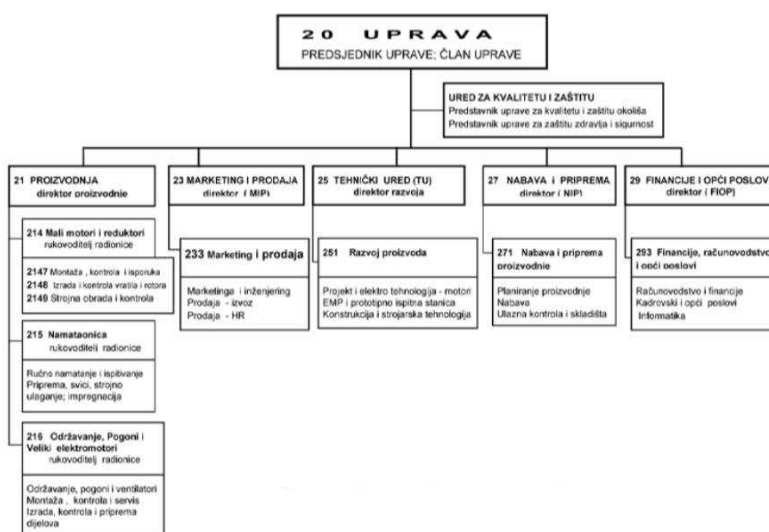 20 UPRAVA
PREDSJEDNIK UPRAVE; ČLAN UPRAVE
URED ZA KVALITETU I ZAŠTITU
Predstavnik uprave za kvalitetu i zaštitu okoliša
Predstavnik uprave za zaštitu zdravlja i sigurnost
21 PROIZVODNJA
direktor proizvodnie
23 MARKETING I PRODAJA
direktor ( MIP)
25 TEHNIČKI URED (TU)
direktor razvoja
27 NABAVA i PRIPREMA
direktor ( NIP)
29 FINANCIJE I OPĆI POSLOVI
direktor ( FIOP)
214 Mali motori i reduktori
rukovoditelj radionice
2147 Montaža , kontrola i isporuka
2148 Izrada i kontrola vratila i rotora
2149 Strojna obrada i kontrola
215 Namataonica
rukovoditelj radionice
Ručno namatanje i ispitivanje
Priprema, svici, strojno
ulaganje; impregnacija
216 Održavanje, Pogoni i
Veliki elektromotori
rukovoditelj radionice
Održavanje, pogoni i ventilatori
Montaža , kontrola i servis
Izrada, kontrola i priprema
dijelova
233 Marketing i prodaja
Marketinga i inženjering
Prodaja - izvoz
Prodaja - HR
251 Razvoj proizvoda
Projekt i elektro tehnologija - motori
EMP i prototipno ispitna stanica
Konstrukcija i strojarska tehnologija
271 Nabava i priprema
proizvodnie
Planiranje proizvodnje
Nabava
Ulazna kontrola i skladišta
293 Financije, računovodstvo
i opći poslovi
Računovodstvo i financije
Kadrovski i opći poslovi
Informatika